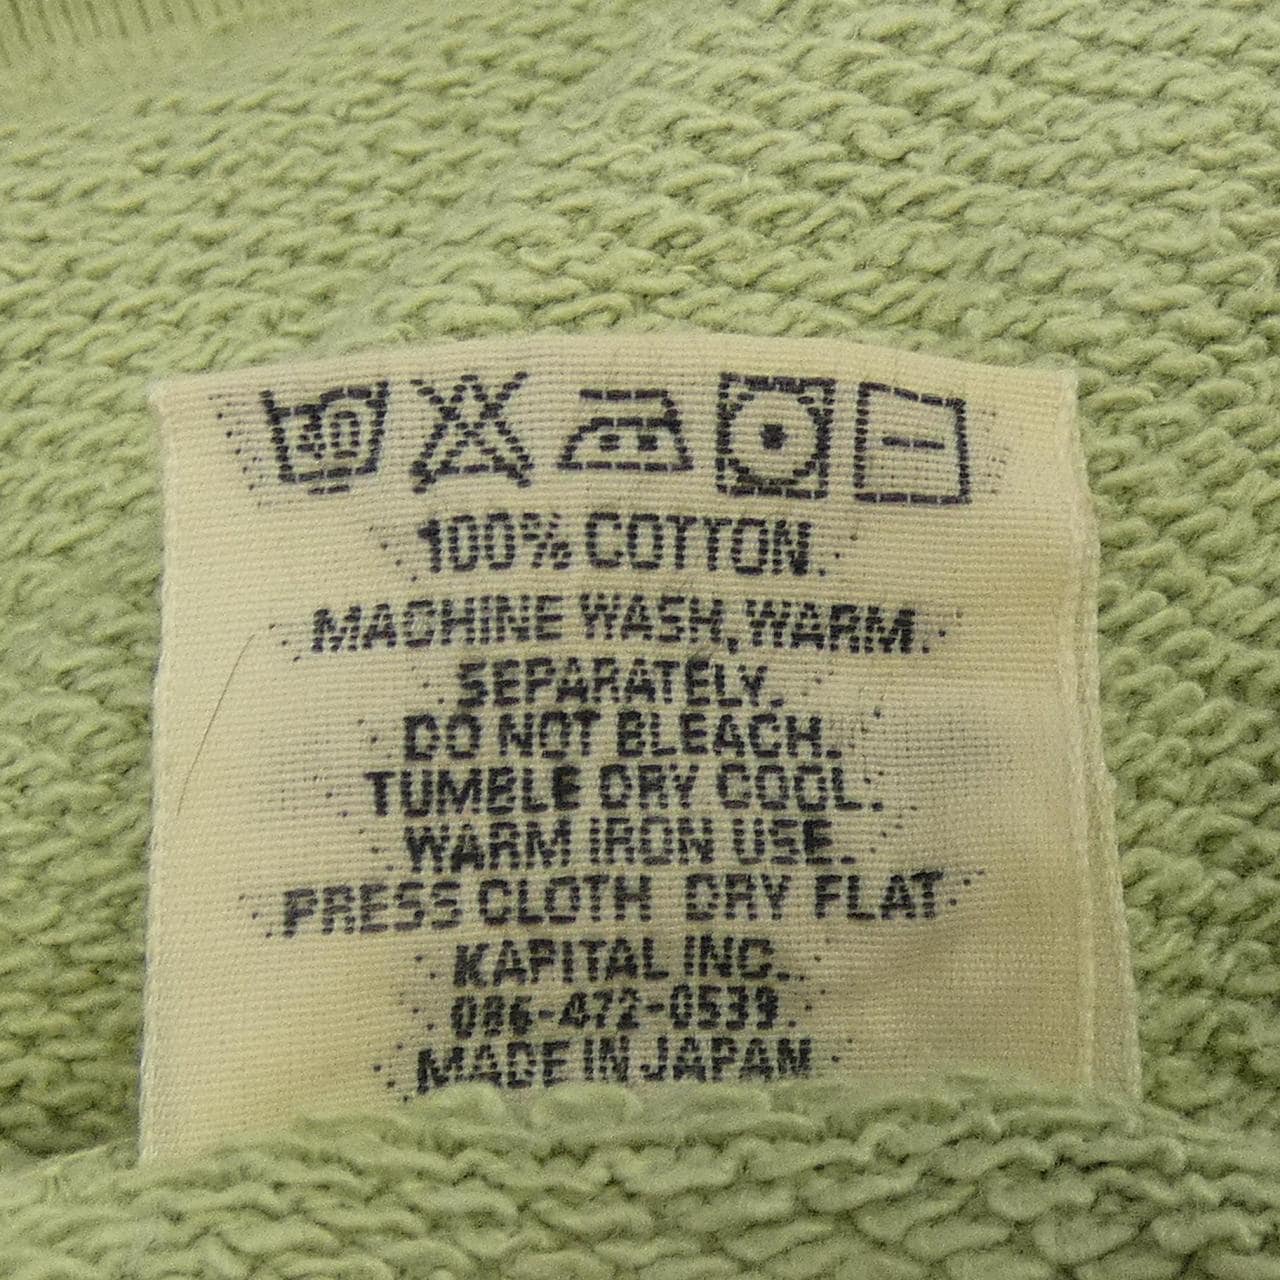 40
100% COTTON.
MACHINE WASH,WARM.
SEPARATELY.
DO NOT BLEACH.
TUMBLE DRY COOL.
WARM IRON USE.
PRESS CLOTH DRY FLAT
KAPITAL INC.
086-472-0539
MADE IN JAPAN